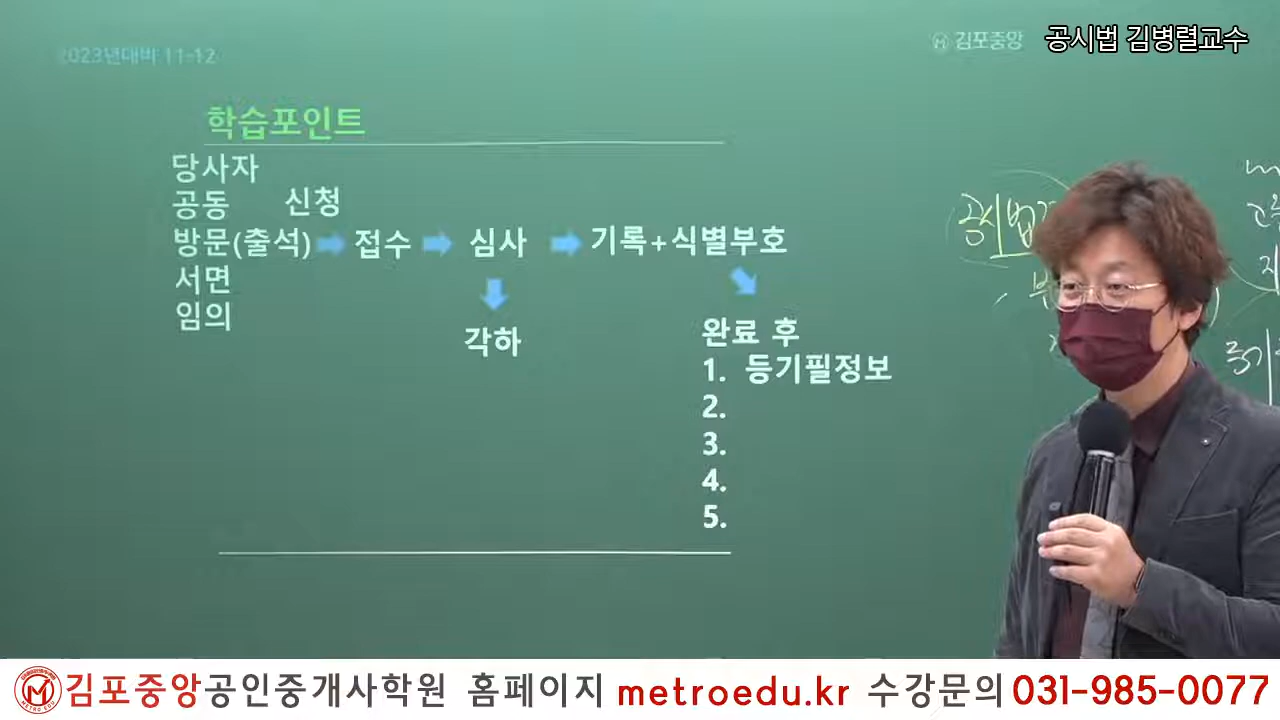 2023년대비 11-12
김포중앙
공시법 김병렬교수
학습포인트
당사자
공동 신청
방문(출석) 접수 심사 기록+식별부호
서면
임의
각하
완료 후
1. 등기필정보
2.
3.
4.
5.
공시법
김포중앙공인중개사학원 홈페이지 metroedu.kr 수강문의 031-985-0077